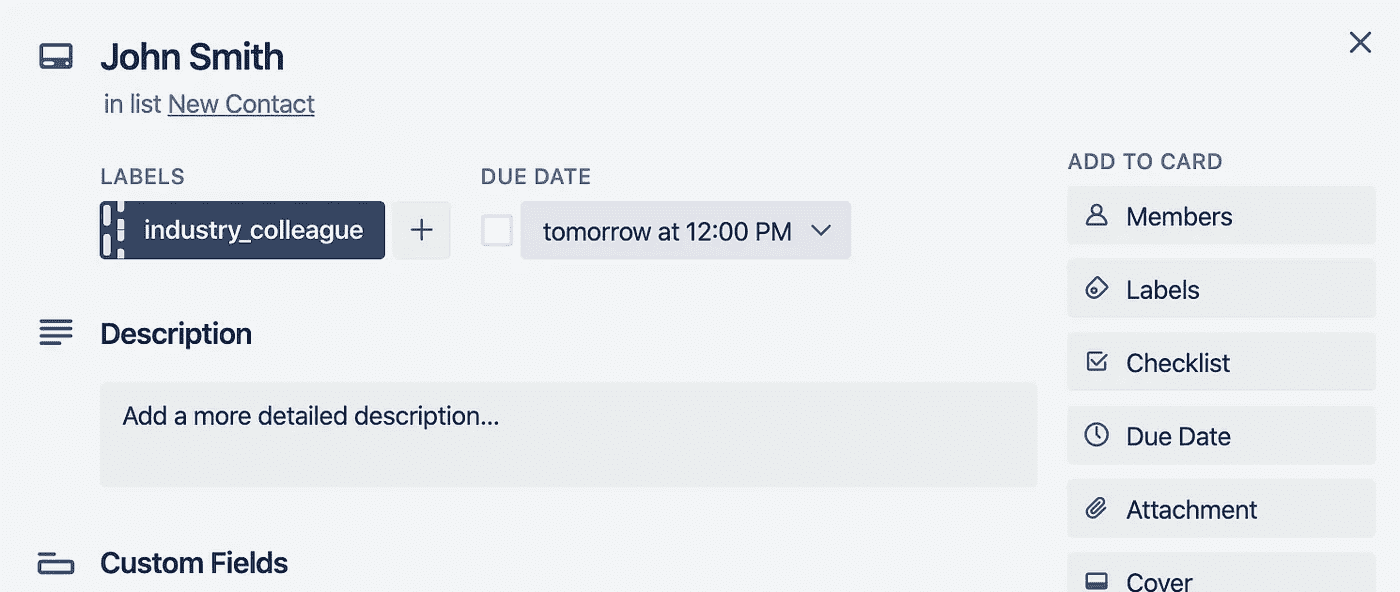 John Smith
in list New Contact
LABELS
industry_colleague
DUE DATE
tomorrow at 12:00 PM
Description
Add a more detailed description...
Custom Fields
ADD TO CARD
Members
Labels
Checklist
Due Date
Attachment
Cover